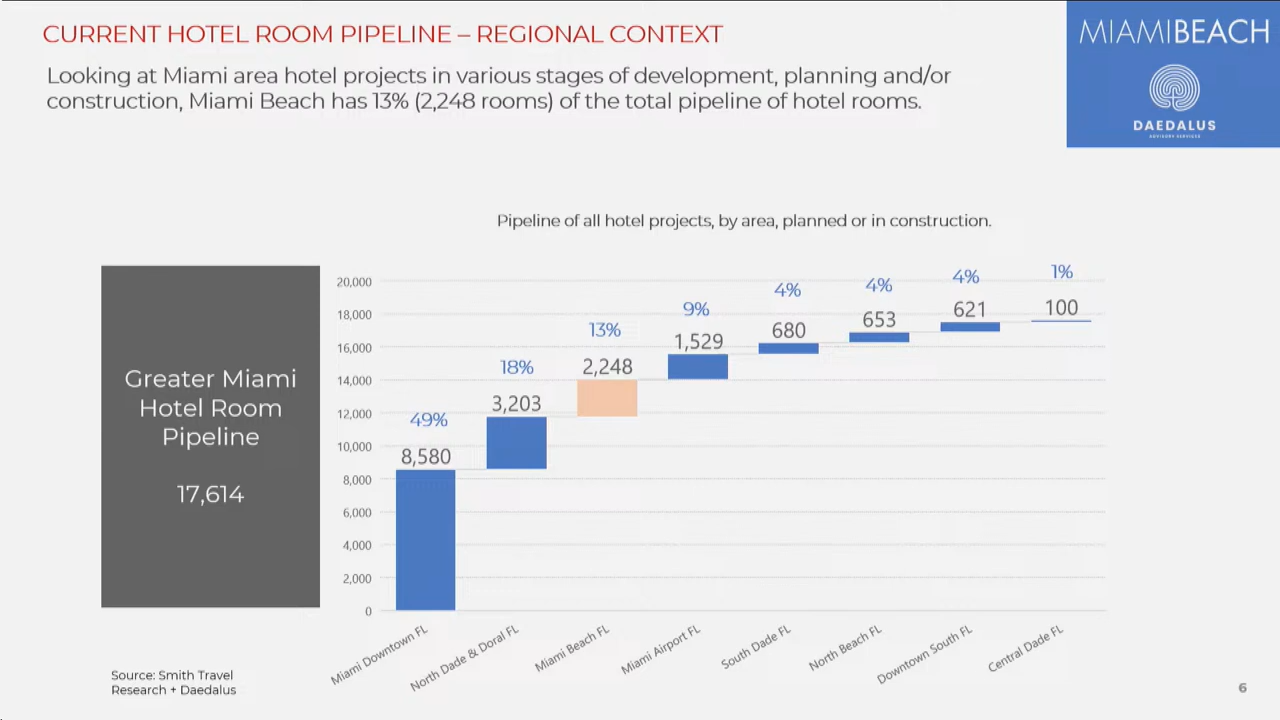 CURRENT HOTEL ROOM PIPELINE – REGIONAL CONTEXT
Looking at Miami area hotel projects in various stages of development, planning and/or
construction, Miami Beach has 13% (2,248 rooms) of the total pipeline of hotel rooms.
MIAMIBEACH
DAEDALUS
ADVISORY SERVICES
Pipeline of all hotel projects, by area, planned or in construction.
Greater Miami
Hotel Room
Pipeline
17,614
20,000
18,000
16,000
14,000
12,000
10,000
8,000
6,000
4,000
2,000
0
49%
8,580
18%
3,203
13%
2,248
9%
1,529
4%
680
4%
653
4%
621
1%
100
Miami Downtown FL
North Dade & Doral FL
Miami Beach FL
Miami Airport FL
South Dade FL
North Beach FL
Downtown South FL
Central Dade FL
Source: Smith Travel
Research + Daedalus
6